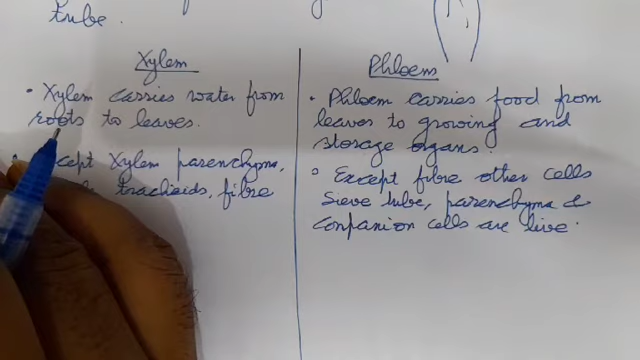 tube.
Xylem
• Xylem carries water from
roots to leaves.
Xylem parenchyma,
tracheids, fibre
Phloem
• Phloem carries food from
leaves to growing and
storage organs.
• Except fibre other cells
Sieve tube, parenchyma &
companion cells are live.